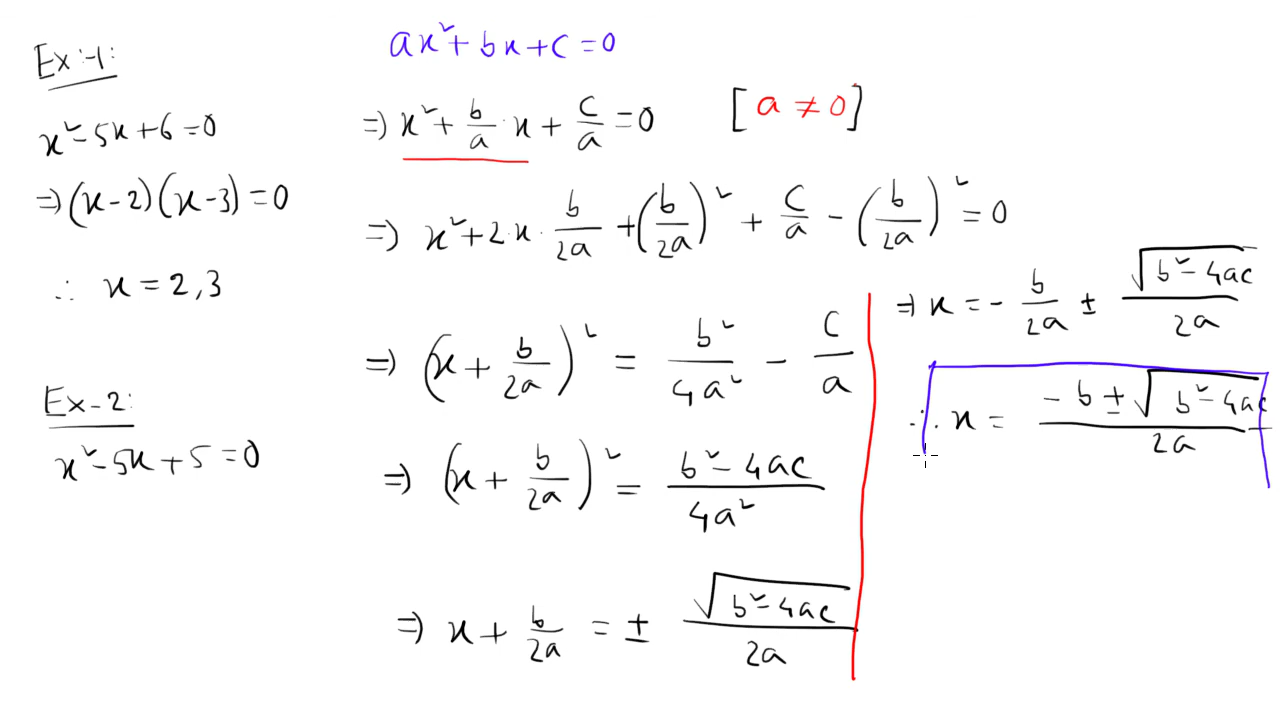 Ex:-1:
x² - 5x + 6 = 0
⇒ (x-2)(x-3) = 0
∴ x = 2,3
Ex-2:
x² - 5x + 5 = 0
ax² + bx + c = 0
⇒ x² + b/a · x + c/a = 0 [a ≠ 0]
⇒ x² + 2·x· b/2a + (b/2a)² + c/a - (b/2a)² = 0
⇒ (x + b/2a)² = b²/4a² - c/a
⇒ (x + b/2a)² = (b² - 4ac)/4a²
⇒ x + b/2a = ± √(b² - 4ac)/2a
⇒ x = - b/2a ± √(b² - 4ac)/2a
∴ x = (-b ± √(b² - 4ac))/2a